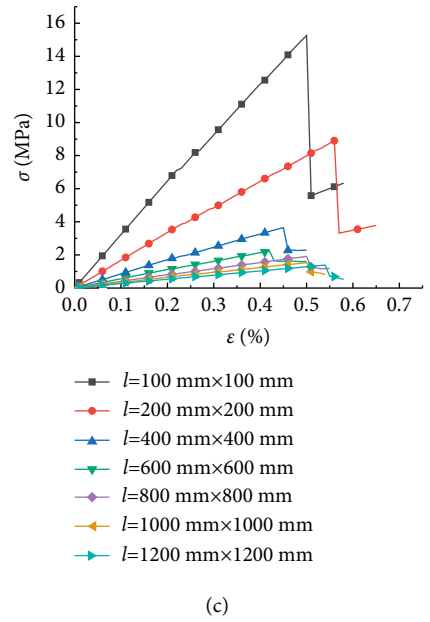 16
14
12
10
8
6
4
2
0
σ (MPa)
0.0 0.1 0.2 0.3 0.4 0.5 0.6 0.7
ε (%)
l=100 mm×100 mm
l=200 mm×200 mm
l=400 mm×400 mm
l=600 mm×600 mm
l=800 mm×800 mm
l=1000 mm×1000 mm
l=1200 mm×1200 mm
(c)